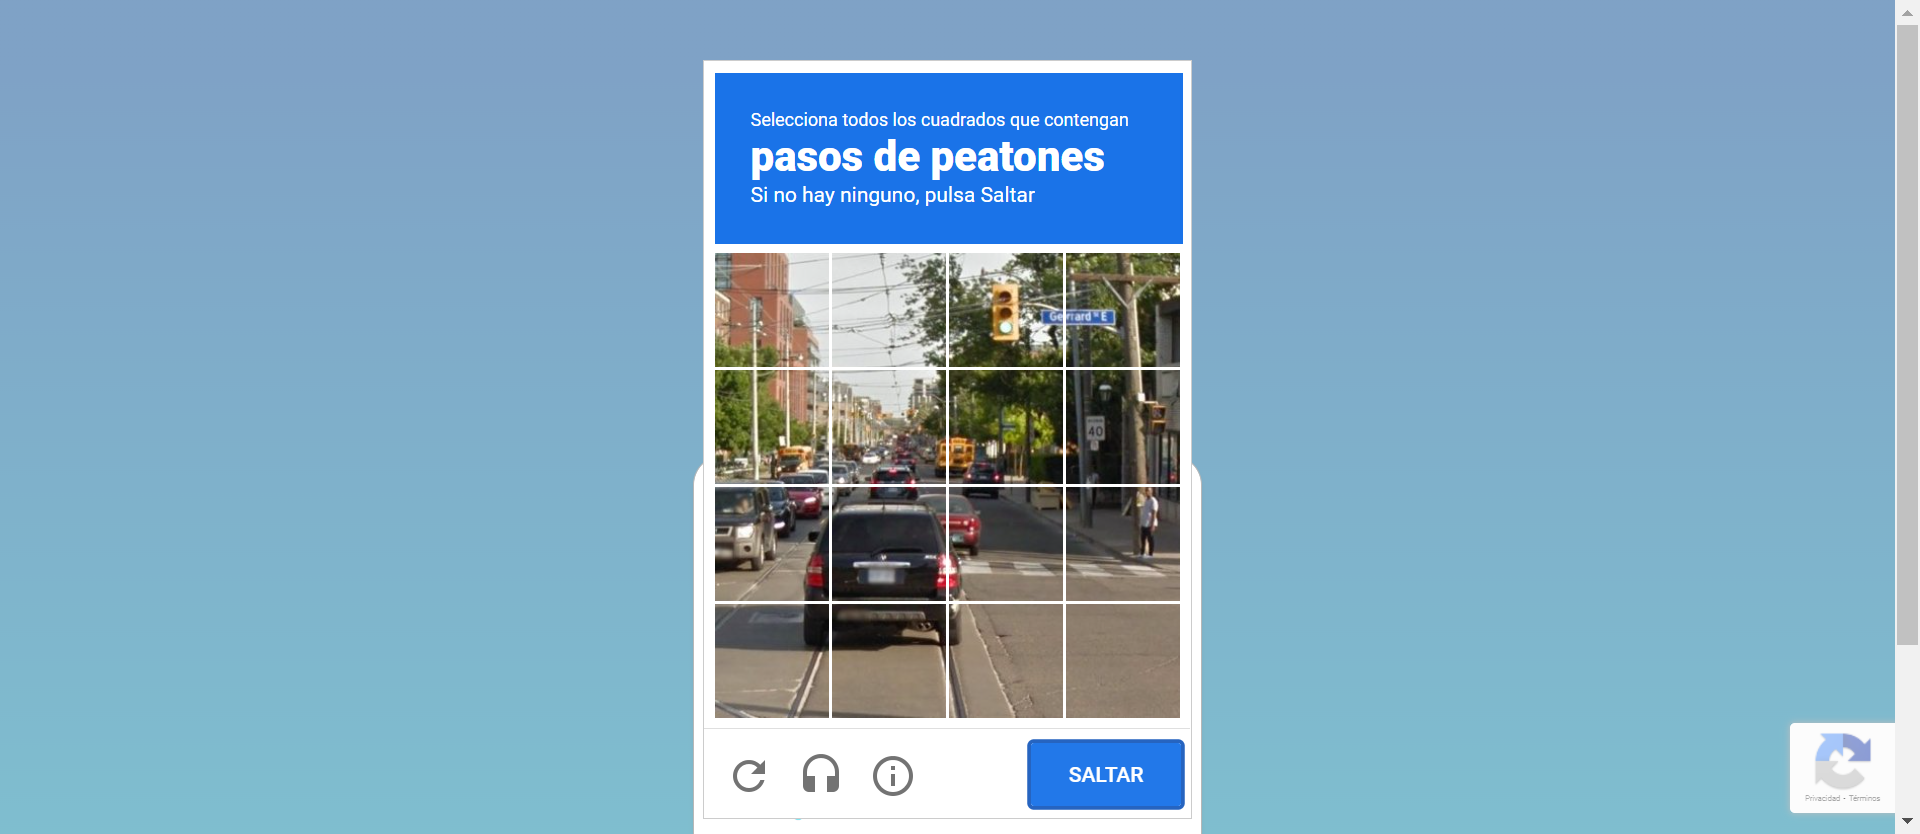 Selecciona todos los cuadrados que contengan
pasos de peatones
Si no hay ninguno, pulsa Saltar
Gerrard St E
40
SALTAR
Privacidad - Términos